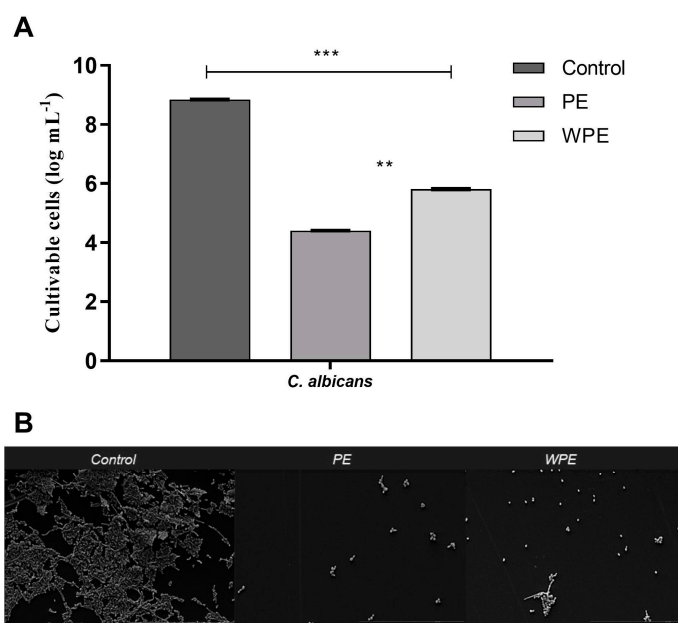 A
***
10
8
6
4
2
0
Cultivable cells (log mL⁻¹)
**
Control
PE
WPE
C. albicans
B
Control PE WPE